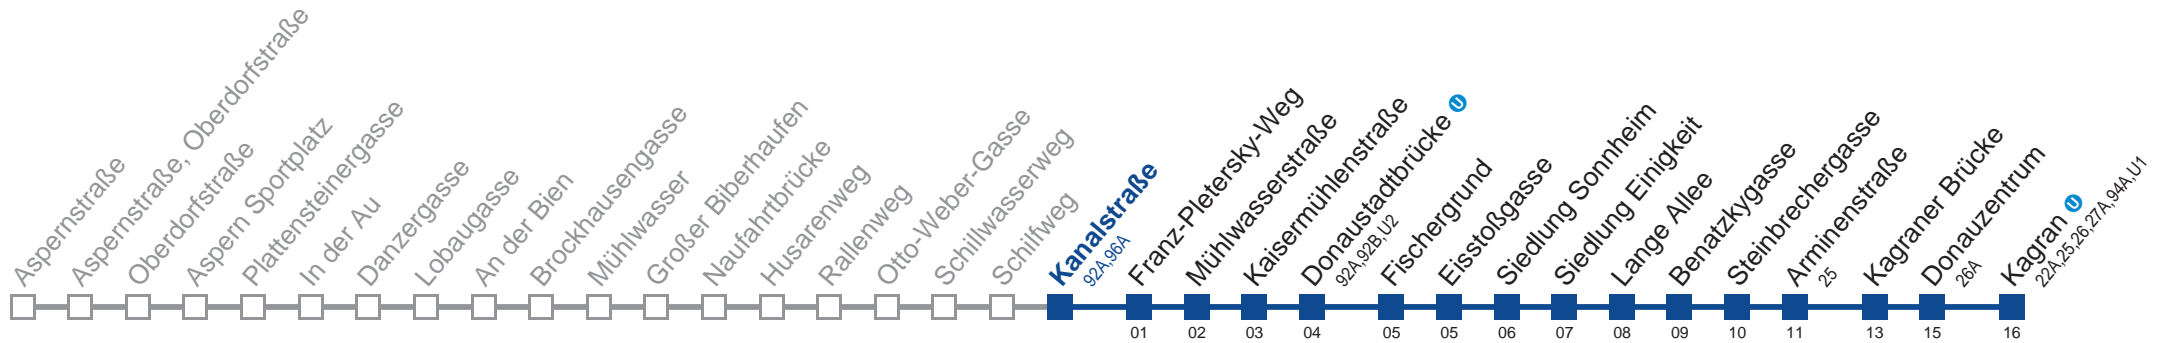 Aspernstraße
Aspernstraße, Oberdorfstraße
Oberdorfstraße
Aspern Sportplatz
Plattensteinergasse
In der Au
Danzergasse
Lobaugasse
An der Bien
Brockhausengasse
Mühlwasser
Großer Biberhaufen
Naufahrtbrücke
Husarenweg
Rallenweg
Otto-Weber-Gasse
Schillwasserweg
Schilfweg
Kanalstraße
92A,96A
Franz-Pletersky-Weg
01
Mühlwasserstraße
02
Kaisermühlenstraße
03
Donaustadtbrücke U
92A,92B,U2
04
Fischergrund
05
Eisstoßgasse
05
Siedlung Sonnheim
06
Siedlung Einigkeit
07
Lange Allee
08
Benatzkygasse
09
Steinbrechergasse
10
Arminenstraße
25
11
Kagraner Brücke
13
Donauzentrum
26A
15
Kagran U
22A,25,26,27A,94A,U1
16